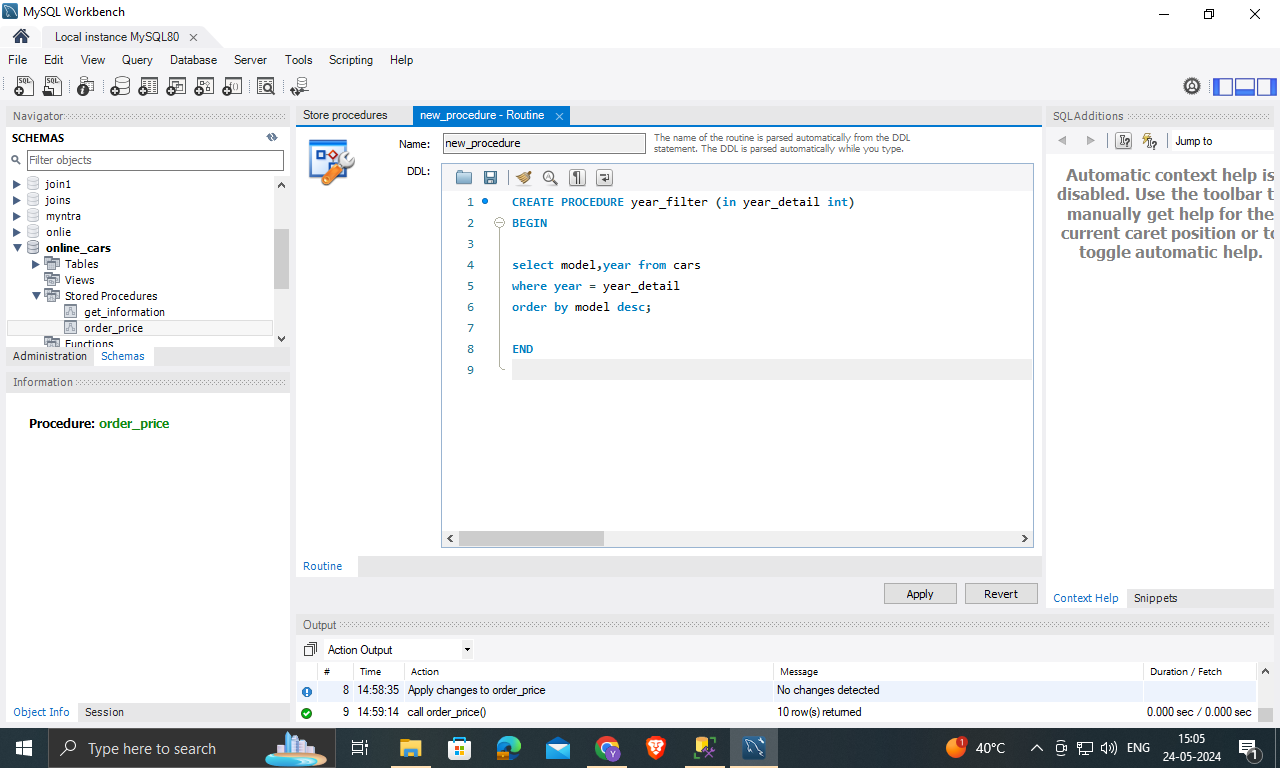 MySQL Workbench
Local instance MySQL80
File Edit View Query Database Server Tools Scripting Help
Navigator
SCHEMAS
Filter objects
join1
joins
myntra
onlie
online_cars
Tables
Views
Stored Procedures
get_information
order_price
Functions
Administration Schemas
Information
Procedure: order_price
Object Info Session
Store procedures new_procedure - Routine
Name: new_procedure
The name of the routine is parsed automatically from the DDL
statement. The DDL is parsed automatically while you type.
DDL:
1 CREATE PROCEDURE year_filter (in year_detail int)
2 BEGIN
3
4 select model,year from cars
5 where year = year_detail
6 order by model desc;
7
8 END
9
Routine
Apply Revert
SQLAdditions
Jump to
Automatic context help is
disabled. Use the toolbar t
manually get help for the
current caret position or to
toggle automatic help.
Context Help Snippets
Output
Action Output
# Time Action Message Duration / Fetch
8 14:58:35 Apply changes to order_price No changes detected
9 14:59:14 call order_price() 10 row(s) returned 0.000 sec / 0.000 sec
Type here to search
1 40°C ENG 15:05
24-05-2024
1